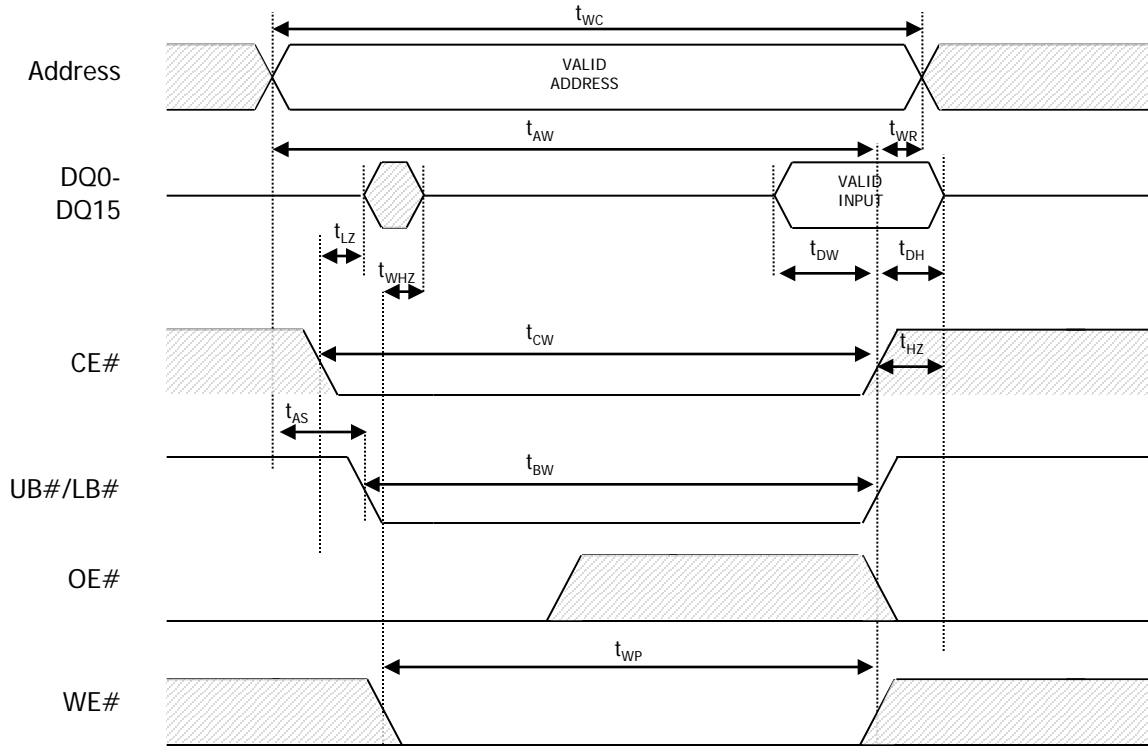 tWC
Address
VALID
ADDRESS
tAW
tWR
DQ0-
DQ15
VALID
INPUT
tLZ
tWHZ
tDW
tDH
CE#
tCW
tHZ
tAS
UB#/LB#
tBW
OE#
tWP
WE#